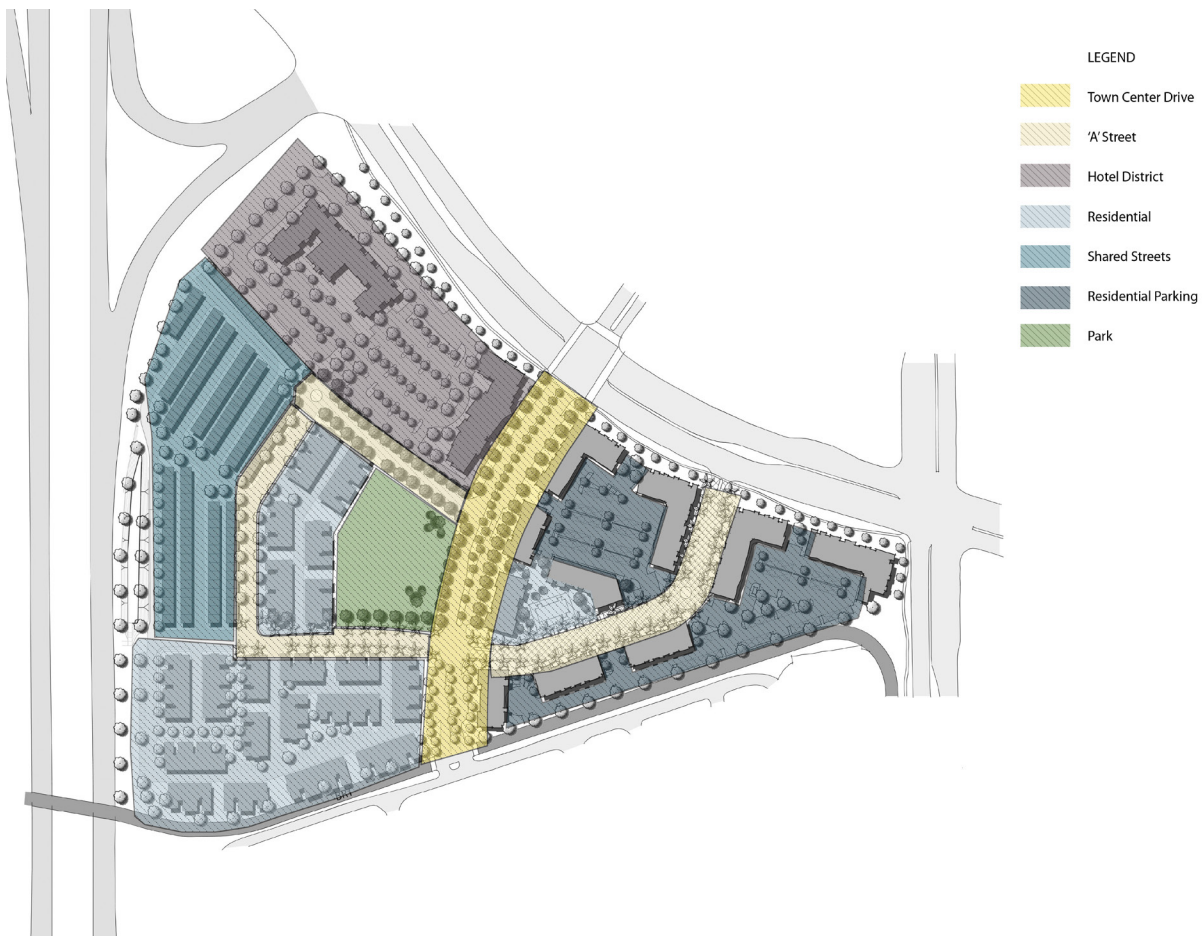 LEGEND
Town Center Drive
'A' Street
Hotel District
Residential
Shared Streets
Residential Parking
Park